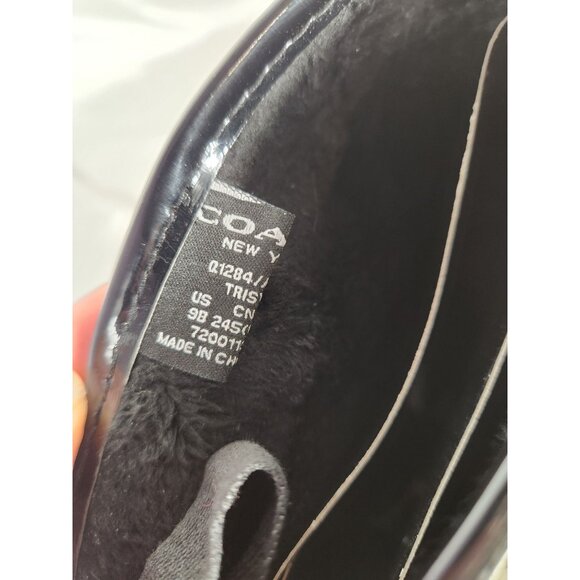 COA
NEW Y
Q1284/A
TRIST
US CN
9B 245(
720011
MADE IN CH